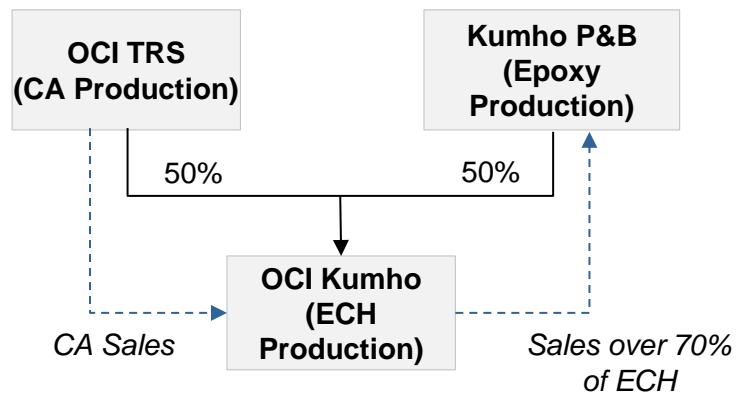 OCI TRS
(CA Production)
Kumho P&B
(Epoxy
Production)
50%
50%
OCI Kumho
(ECH
Production)
CA Sales
Sales over 70%
of ECH